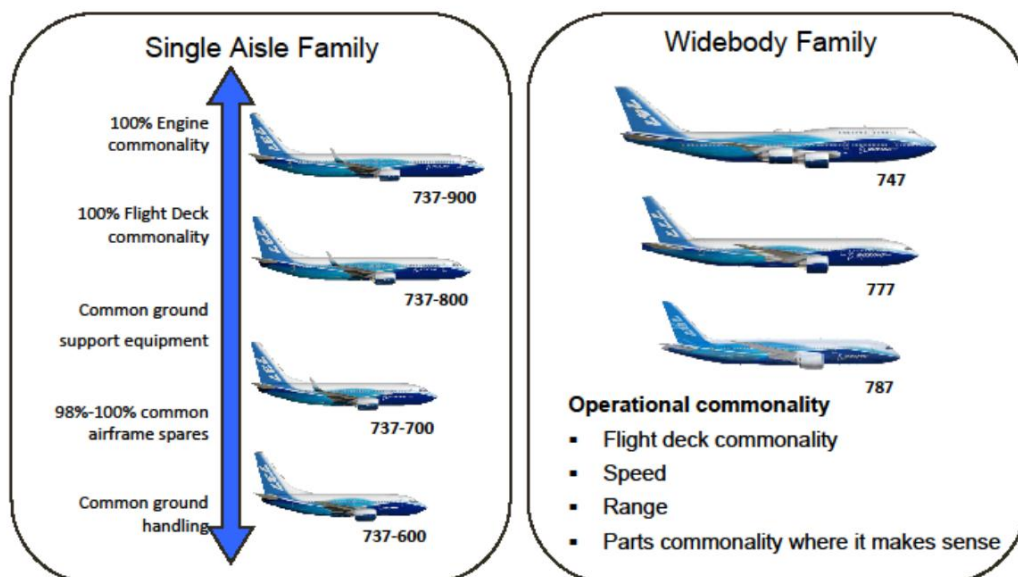 Single Aisle Family
100% Engine
commonality
737-900
100% Flight Deck
commonality
737-800
Common ground
support equipment
98%-100% common
airframe spares
737-700
Common ground
handling
737-600
Widebody Family
747
747
777
777
787
Operational commonality
▪ Flight deck commonality
▪ Speed
▪ Range
▪ Parts commonality where it makes sense